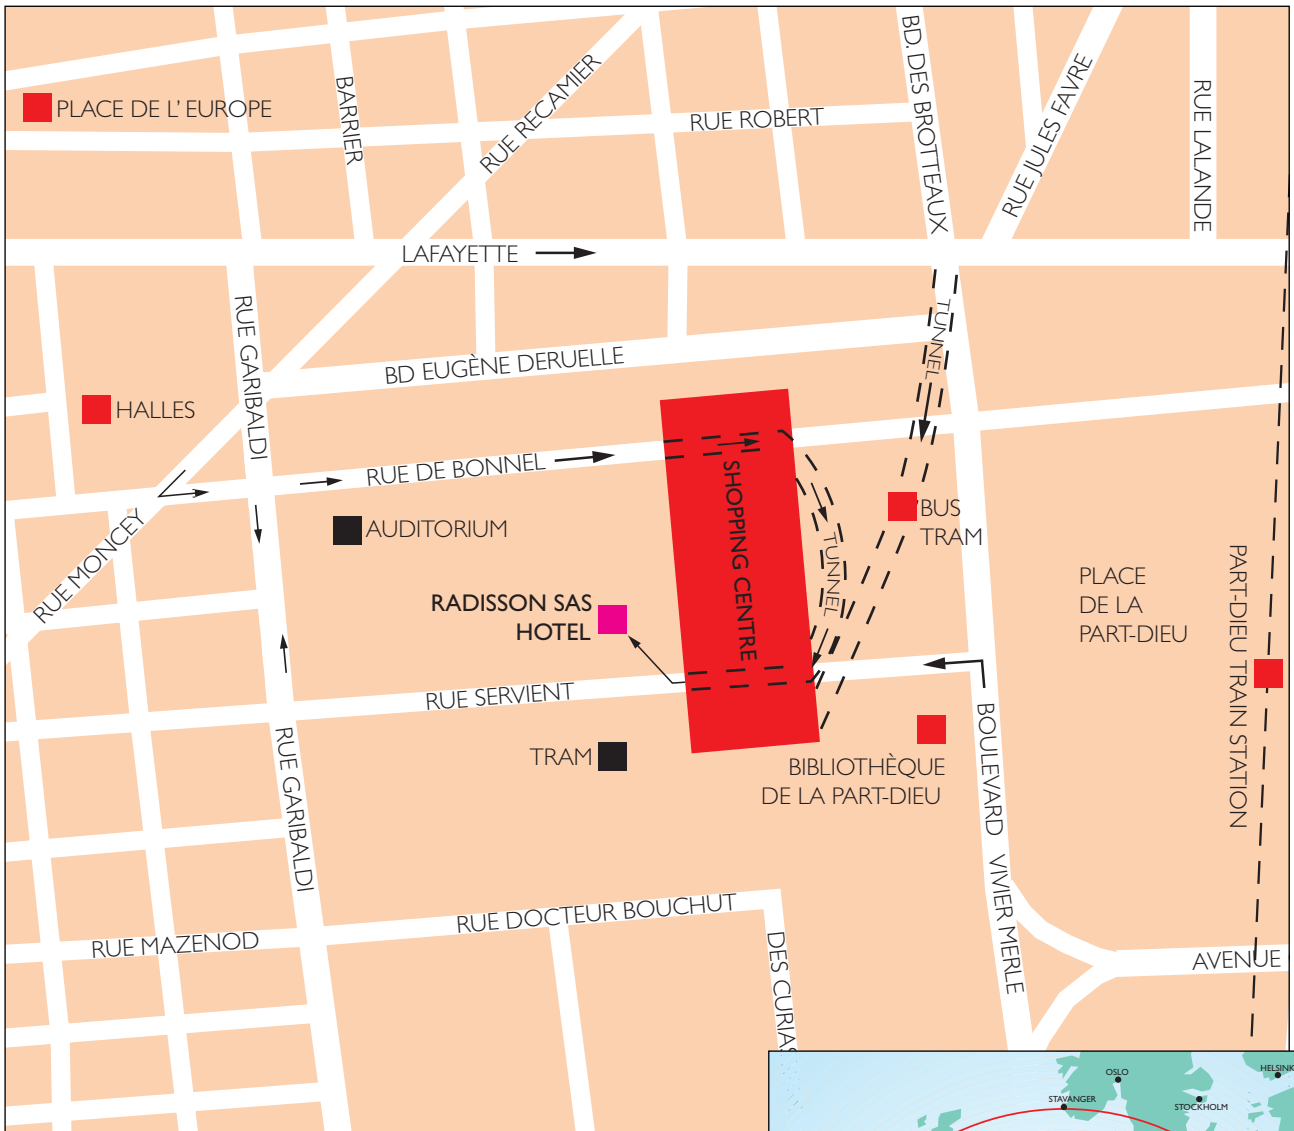 BARRIER
BD. DES BROTTEAUX
RUE JULES FAVRE
RUE LALANDE
PLACE DE L' EUROPE
RUE RECAMIER
RUE ROBERT
LAFAYETTE
RUE GARIBALDI
TUNNEL
BD EUGÈNE DERUELLE
HALLES
RUE DE BONNEL
SHOPPING CENTRE
BUS
TRAM
AUDITORIUM
RUE MONCEY
TUNNEL
PLACE
DE LA
PART-DIEU
PART-DIEU TRAIN STATION
RADISSON SAS
HOTEL
RUE SERVIENT
RUE GARIBALDI
TRAM
BIBLIOTHÈQUE
DE LA PART-DIEU
BOULEVARD VIVIER MERLE
RUE DOCTEUR BOUCHUT
RUE MAZENOD
DES CURIAS
AVENUE
OSLO
HELSINK
STAVANGER
STOCKHOLM